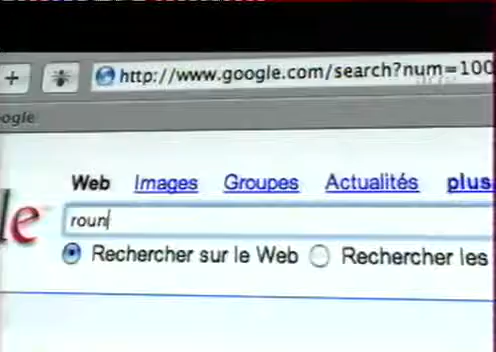 + http://www.google.com/search?num=100
ogle
Web Images Groupes Actualités plus
le roun
Rechercher sur le Web Rechercher les